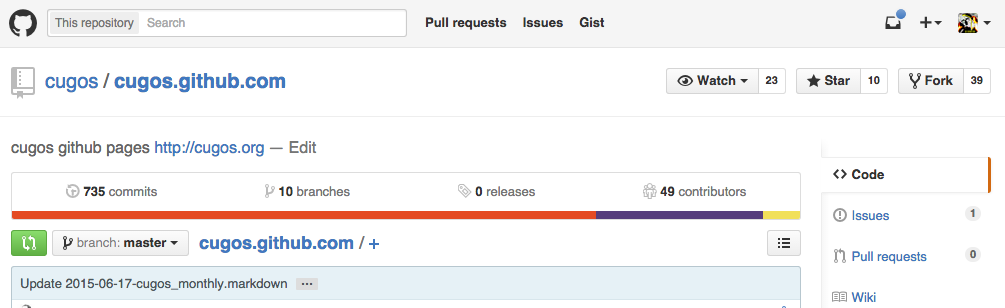 This repository Search Pull requests Issues Gist
cugos / cugos.github.com Watch 23 Star 10 Fork 39
cugos github pages http://cugos.org — Edit
735 commits 10 branches 0 releases 49 contributors
Code
Issues 1
branch: master cugos.github.com / +
Pull requests 0
Update 2015-06-17-cugos_monthly.markdown ...
Wiki